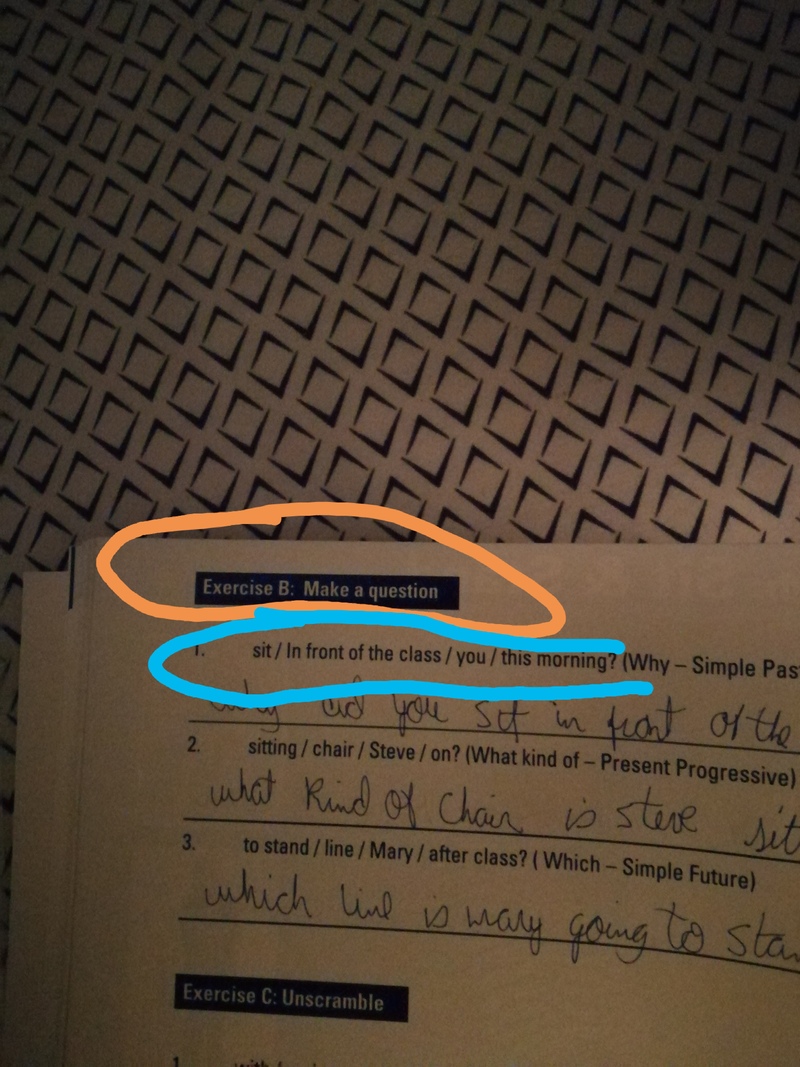 Exercise B: Make a question
1. sit / In front of the class / you / this morning? (Why – Simple Pas
why did you sit in front of the
2. sitting / chair / Steve / on? (What kind of – Present Progressive)
what kind of chair is steve sit
3. to stand / line / Mary / after class? ( Which – Simple Future)
which line is mary going to stan
Exercise C: Unscramble
1.